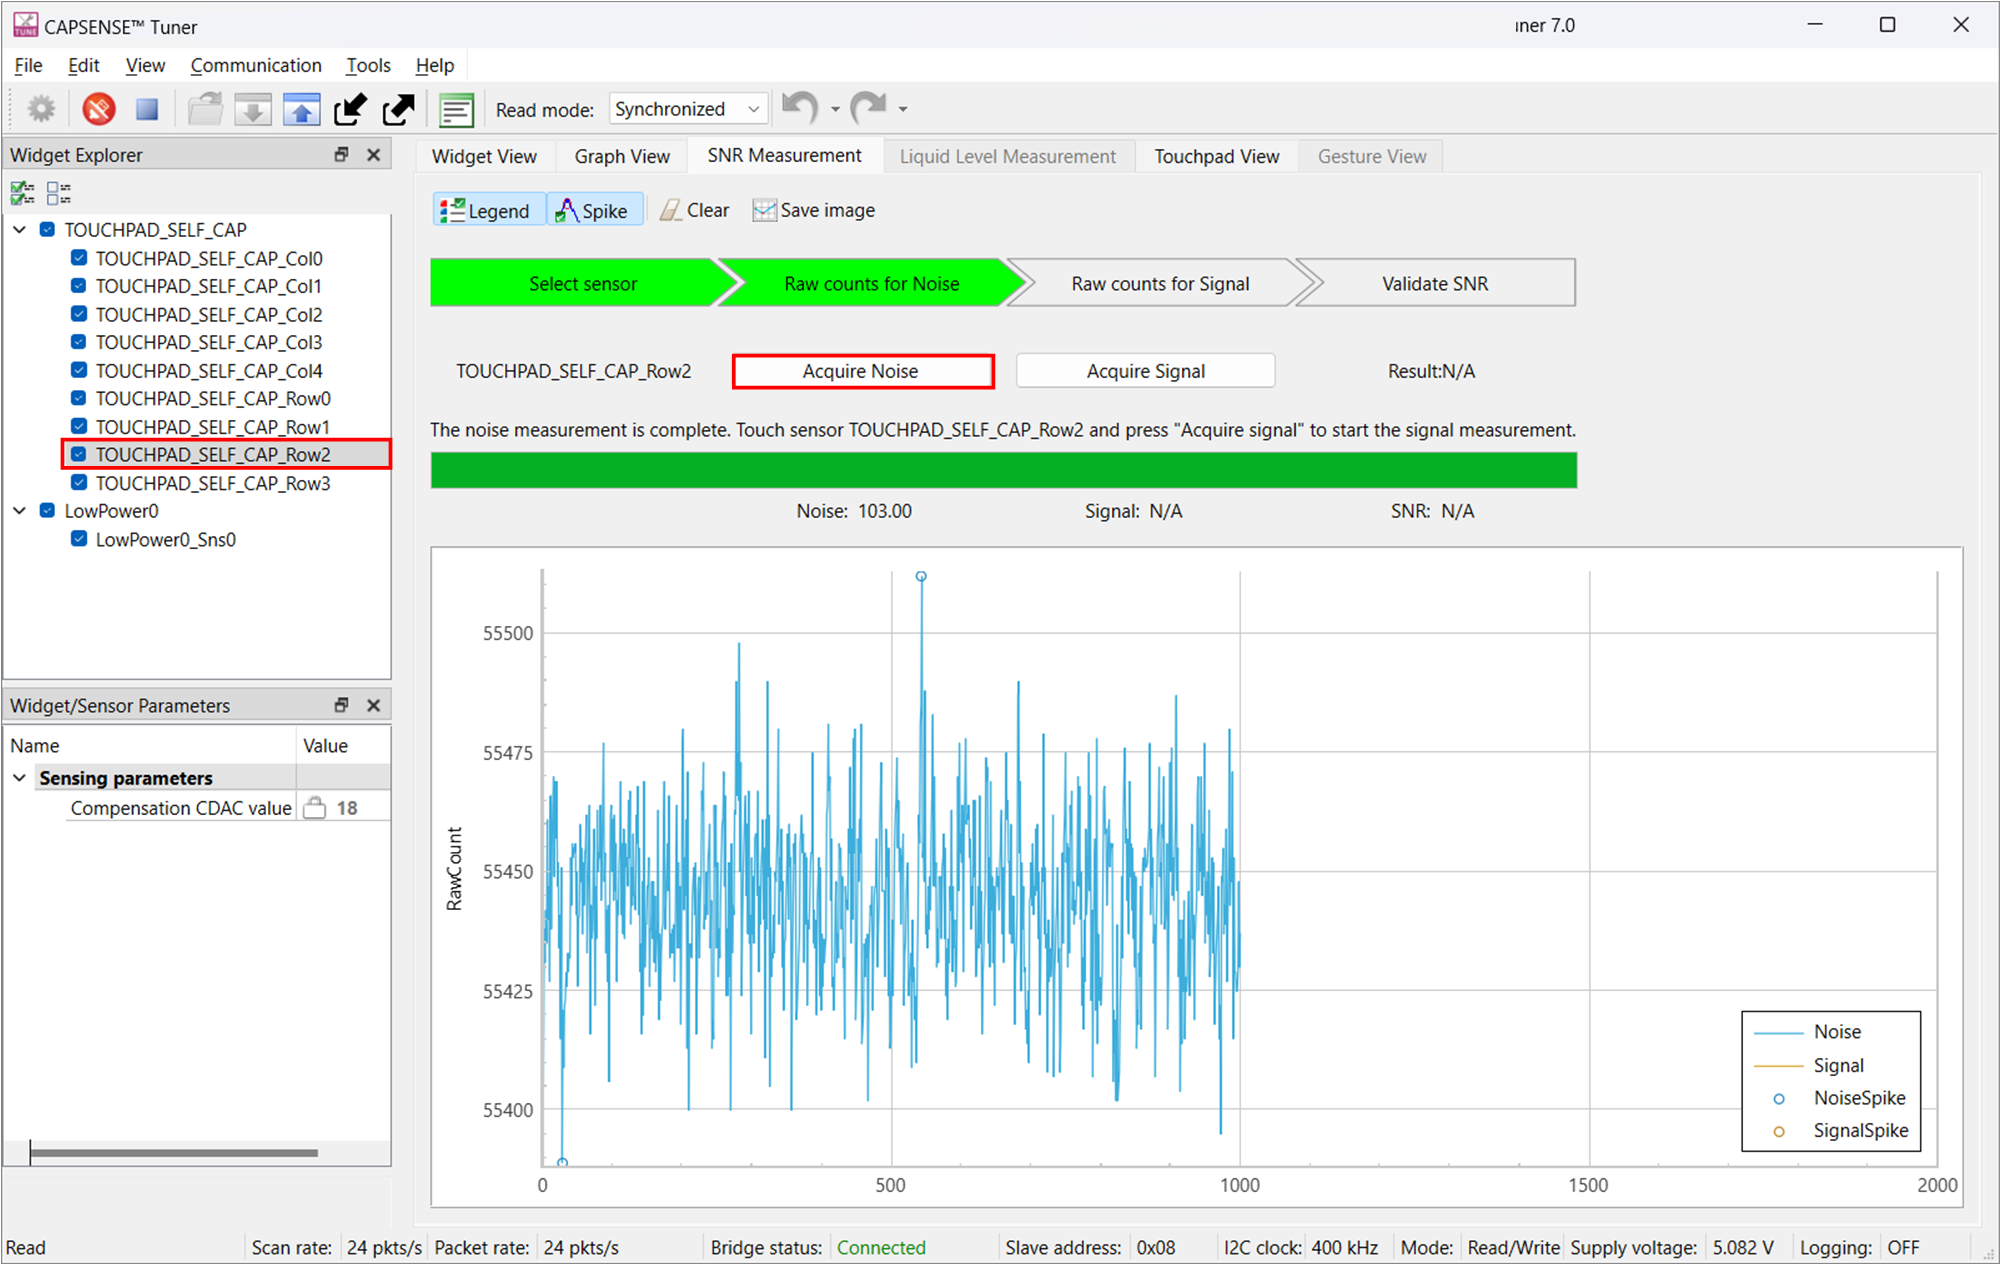 CAPSENSE™ Tuner
ıner 7.0
File Edit View Communication Tools Help
Read mode: Synchronized
Widget Explorer
TOUCHPAD_SELF_CAP
TOUCHPAD_SELF_CAP_Col0
TOUCHPAD_SELF_CAP_Col1
TOUCHPAD_SELF_CAP_Col2
TOUCHPAD_SELF_CAP_Col3
TOUCHPAD_SELF_CAP_Col4
TOUCHPAD_SELF_CAP_Row0
TOUCHPAD_SELF_CAP_Row1
TOUCHPAD_SELF_CAP_Row2
TOUCHPAD_SELF_CAP_Row3
LowPower0
LowPower0_Sns0
Widget/Sensor Parameters
Name Value
Sensing parameters
Compensation CDAC value 18
Widget View Graph View SNR Measurement Liquid Level Measurement Touchpad View Gesture View
Legend Spike Clear Save image
Select sensor Raw counts for Noise Raw counts for Signal Validate SNR
TOUCHPAD_SELF_CAP_Row2 Acquire Noise Acquire Signal Result:N/A
The noise measurement is complete. Touch sensor TOUCHPAD_SELF_CAP_Row2 and press "Acquire signal" to start the signal measurement.
Noise: 103.00 Signal: N/A SNR: N/A
RawCount
55500
55475
55450
55425
55400
0 500 1000 1500 2000
Noise
Signal
NoiseSpike
SignalSpike
Read Scan rate: 24 pkts/s Packet rate: 24 pkts/s Bridge status: Connected Slave address: 0x08 I2C clock: 400 kHz Mode: Read/Write Supply voltage: 5.082 V Logging: OFF